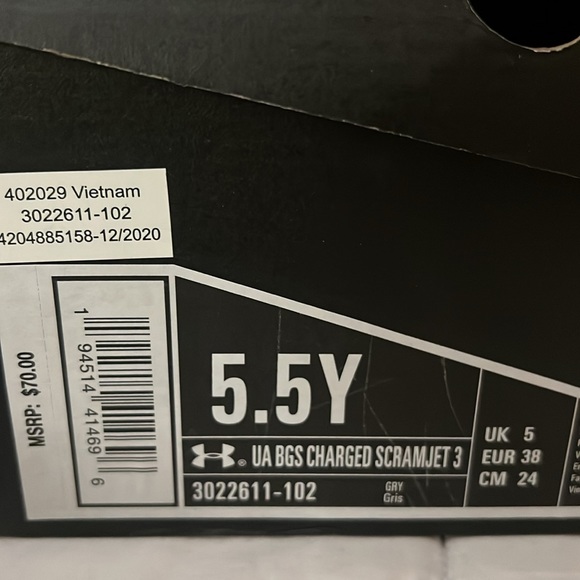 402029 Vietnam
3022611-102
4204885158-12/2020
MSRP: $70.00
1 94514 41469 6
5.5Y
UA BGS CHARGED SCRAMJET 3
3022611-102
GRY
Gris
UK 5
EUR 38
CM 24